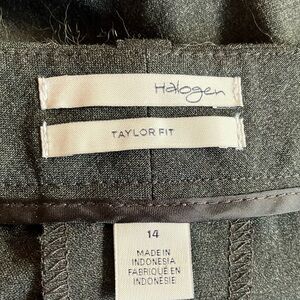 Halogen
TAYLOR FIT
14
MADE IN
INDONESIA
FABRIQUÉ EN
INDONÉSIE